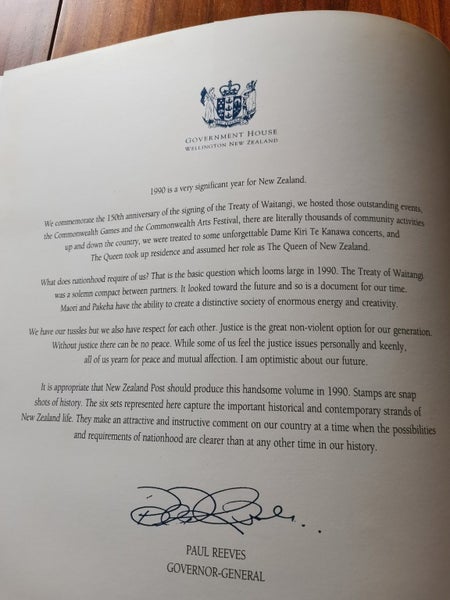 GOVERNMENT HOUSE
WELLINGTON NEW ZEALAND
1990 is a very significant year for New Zealand.
We commemorate the 150th anniversary of the signing of the Treaty of Waitangi, we hosted those outstanding events,
the Commonwealth Games and the Commonwealth Arts Festival, there are literally thousands of community activities
up and down the country, we were treated to some unforgettable Dame Kiri Te Kanawa concerts, and
The Queen took up residence and assumed her role as The Queen of New Zealand.
What does nationhood require of us? That is the basic question which looms large in 1990. The Treaty of Waitangi
was a solemn compact between partners. It looked toward the future and so is a document for our time.
Maori and Pakeha have the ability to create a distinctive society of enormous energy and creativity.
We have our tussles but we also have respect for each other. Justice is the great non-violent option for our generation.
Without justice there can be no peace. While some of us feel the justice issues personally and keenly,
all of us yearn for peace and mutual affection. I am optimistic about our future.
It is appropriate that New Zealand Post should produce this handsome volume in 1990. Stamps are snap
shots of history. The six sets represented here capture the important historical and contemporary strands of
New Zealand life. They make an attractive and instructive comment on our country at a time when the possibilities
and requirements of nationhood are clearer than at any other time in our history.
PAUL REEVES
GOVERNOR-GENERAL